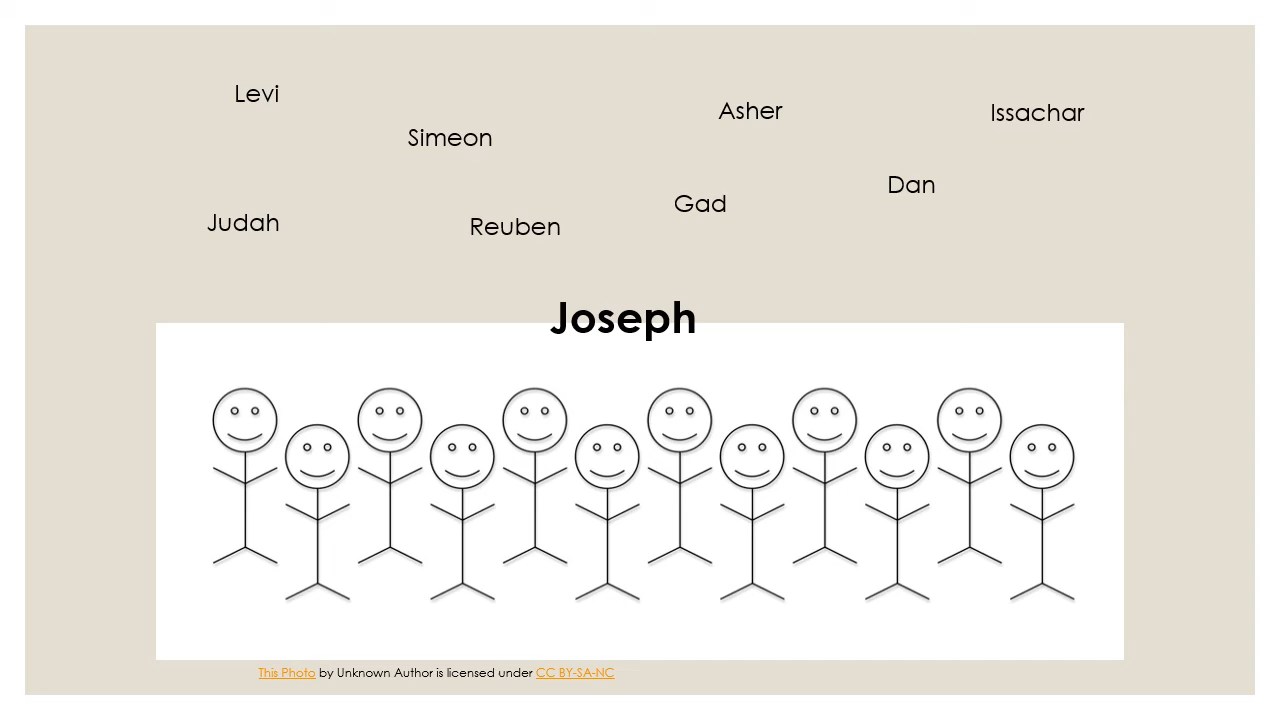 Levi
Asher
Issachar
Simeon
Dan
Gad
Judah
Reuben
Joseph
This Photo by Unknown Author is licensed under CC BY-SA-NC